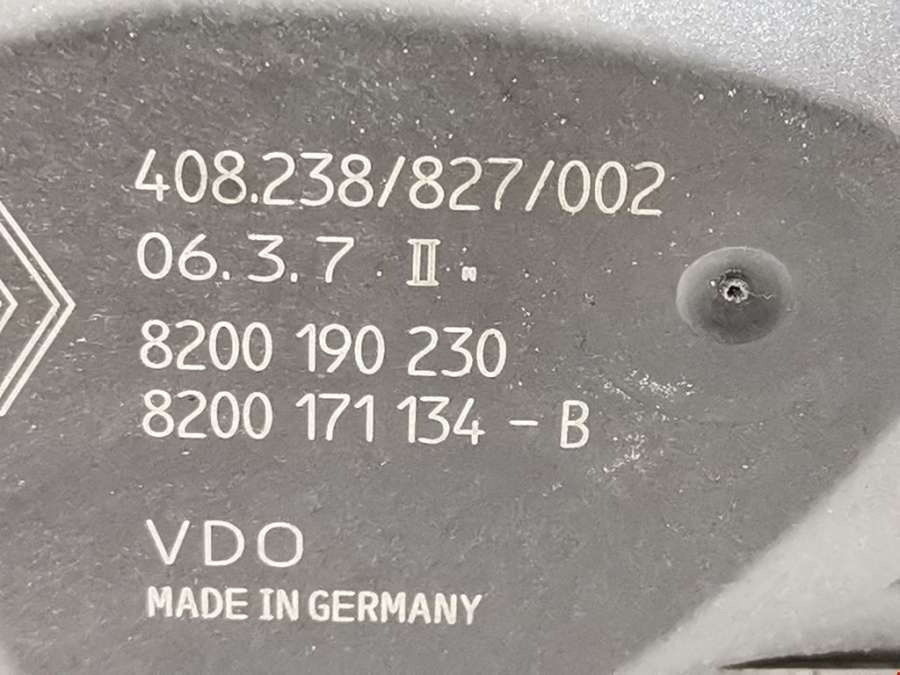 408.238/827/002
06.3.7 II N
8200 190 230
8200 171 134 - B
VDO
MADE IN GERMANY